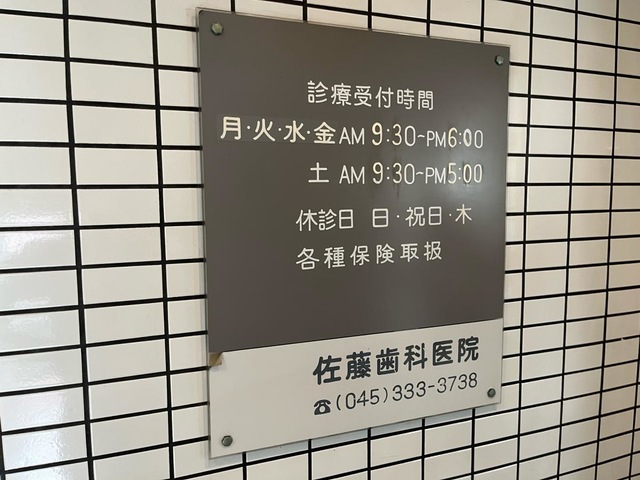 診療受付時間
月·火·水·金 AM 9:30~PM6:00
土 AM 9:30~PM5:00
休診日 日·祝日·木
各種保険取扱
佐藤歯科医院
☎(045)333-3738